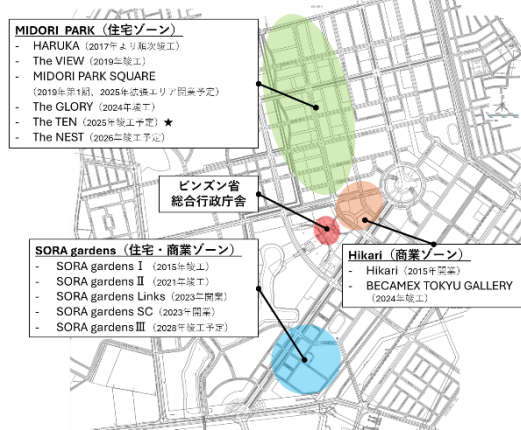 MIDORI PARK（住宅ゾーン）
- HARUKA（2017年より順次竣工）
- The VIEW（2019年竣工）
- MIDORI PARK SQUARE
（2019年第1期、2025年拡張エリア開業予定）
- The GLORY（2024年竣工）
- The TEN（2025年竣工予定）★
- The NEST（2026年竣工予定）
ビンズン省
総合行政庁舎
SORA gardens（住宅・商業ゾーン）
- SORA gardens Ⅰ（2015年竣工）
- SORA gardens Ⅱ（2021年竣工）
- SORA gardens Links（2023年開業）
- SORA gardens SC（2023年開業）
- SORA gardens Ⅲ（2028年竣工予定）
Hikari（商業ゾーン）
- Hikari（2015年開業）
- BECAMEX TOKYU GALLERY
（2024年竣工）